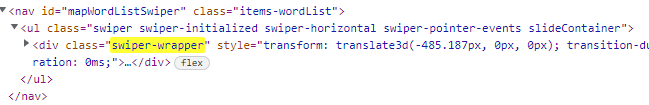 <nav id="mapWordListSwiper" class="items-wordList">
<ul class="swiper swiper-initialized swiper-horizontal swiper-pointer-events slideContainer">
<div class="swiper-wrapper" style="transform: translate3d(-485.187px, 0px, 0px); transition-du
ration: 0ms;">…</div> flex
</ul>
</nav>